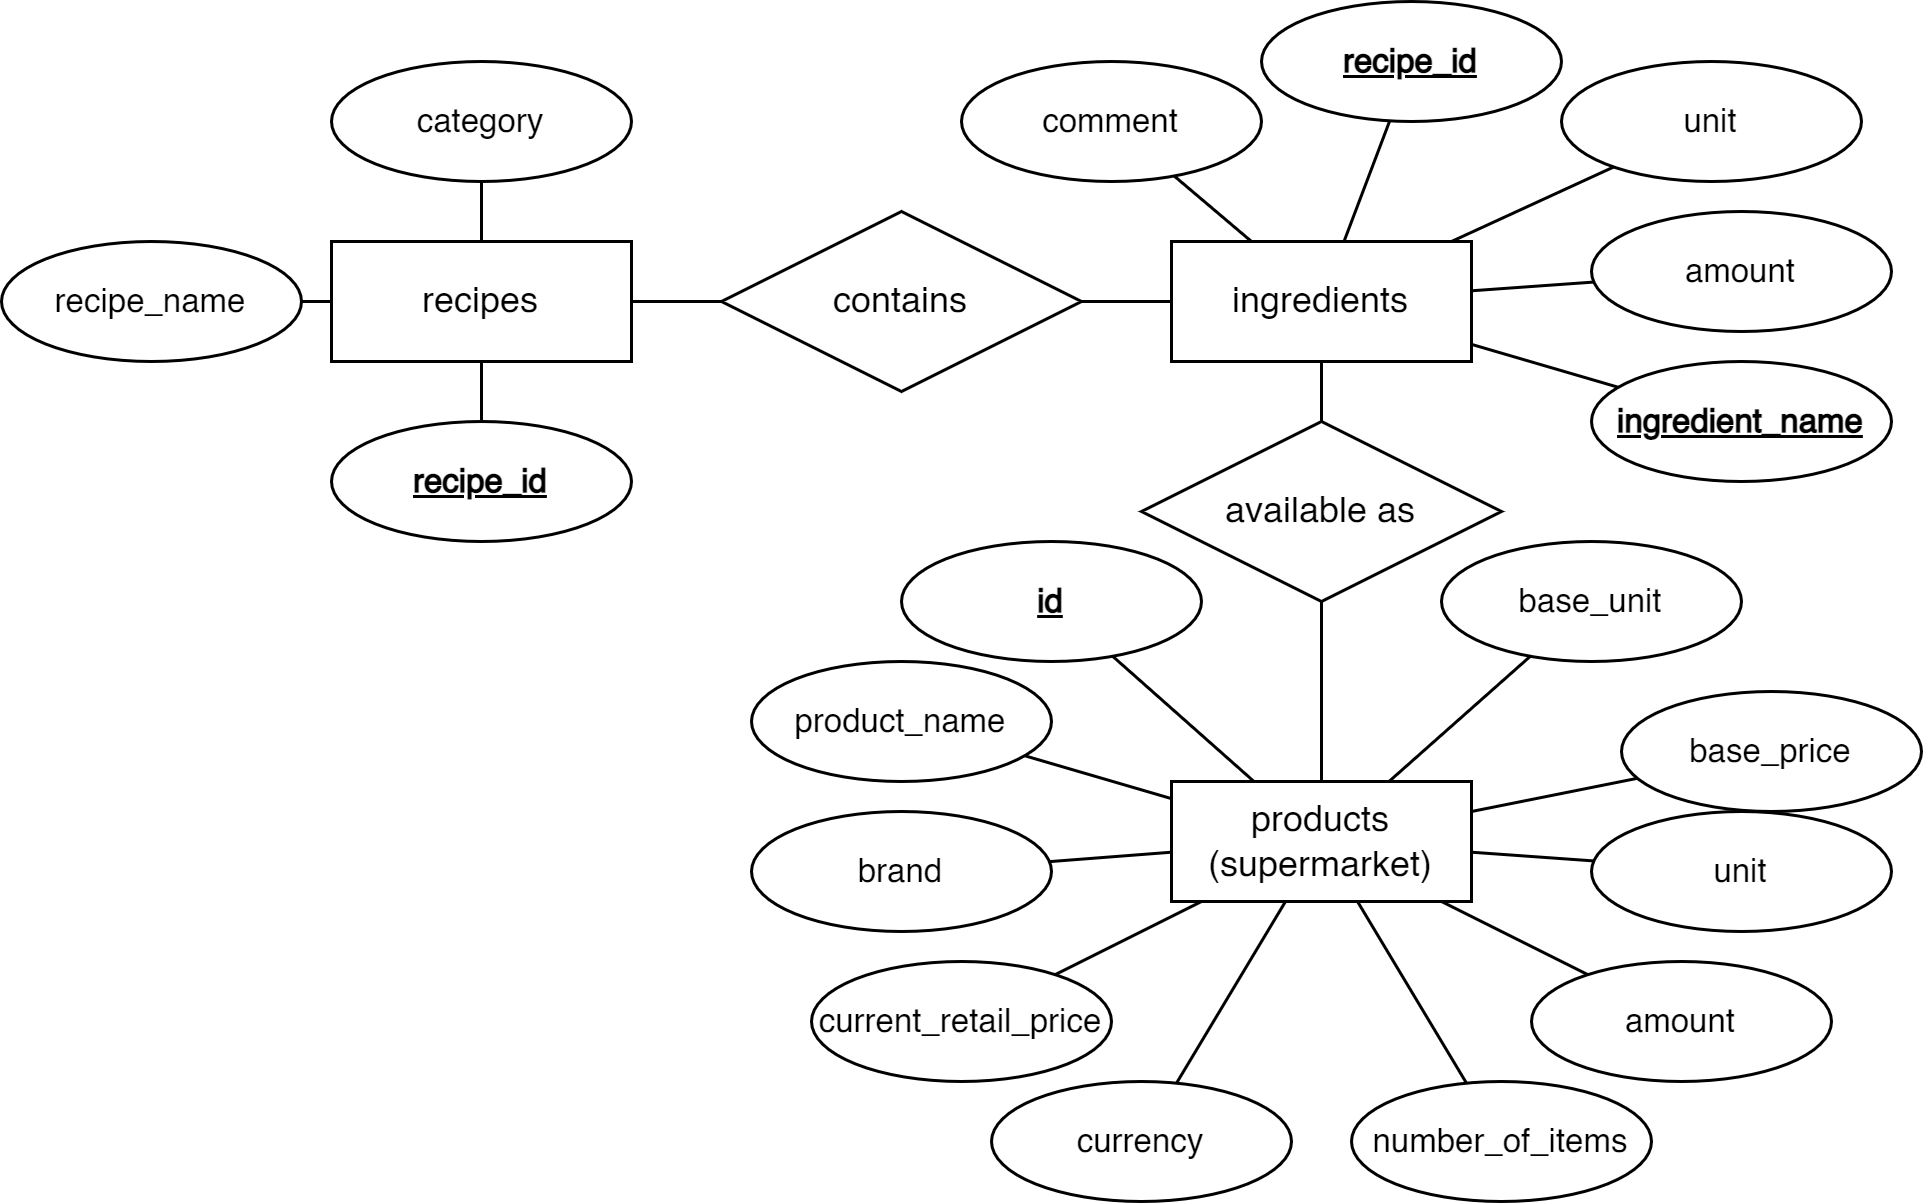 recipe_id
category
comment
unit
recipe_name
recipes
contains
ingredients
amount
recipe_id
ingredient_name
available as
id
base_unit
product_name
base_price
products
(supermarket)
brand
unit
current_retail_price
amount
currency
number_of_items